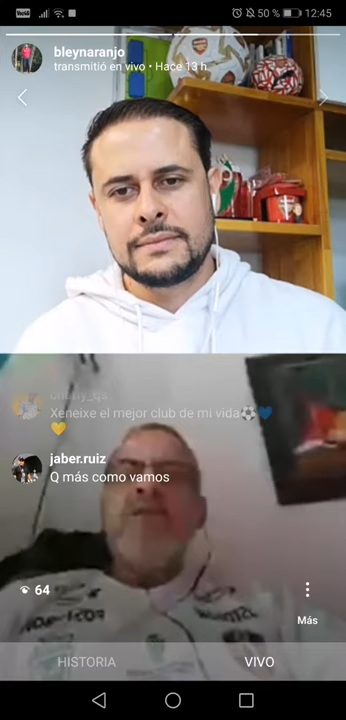 50 % 12:45
bleynaranjo
transmitió en vivo • Hace 13 h
Xeneixe el mejor club de mi vida⚽💙
💛
jaber.ruiz
Q más como vamos
64
Más
HISTORIA
VIVO